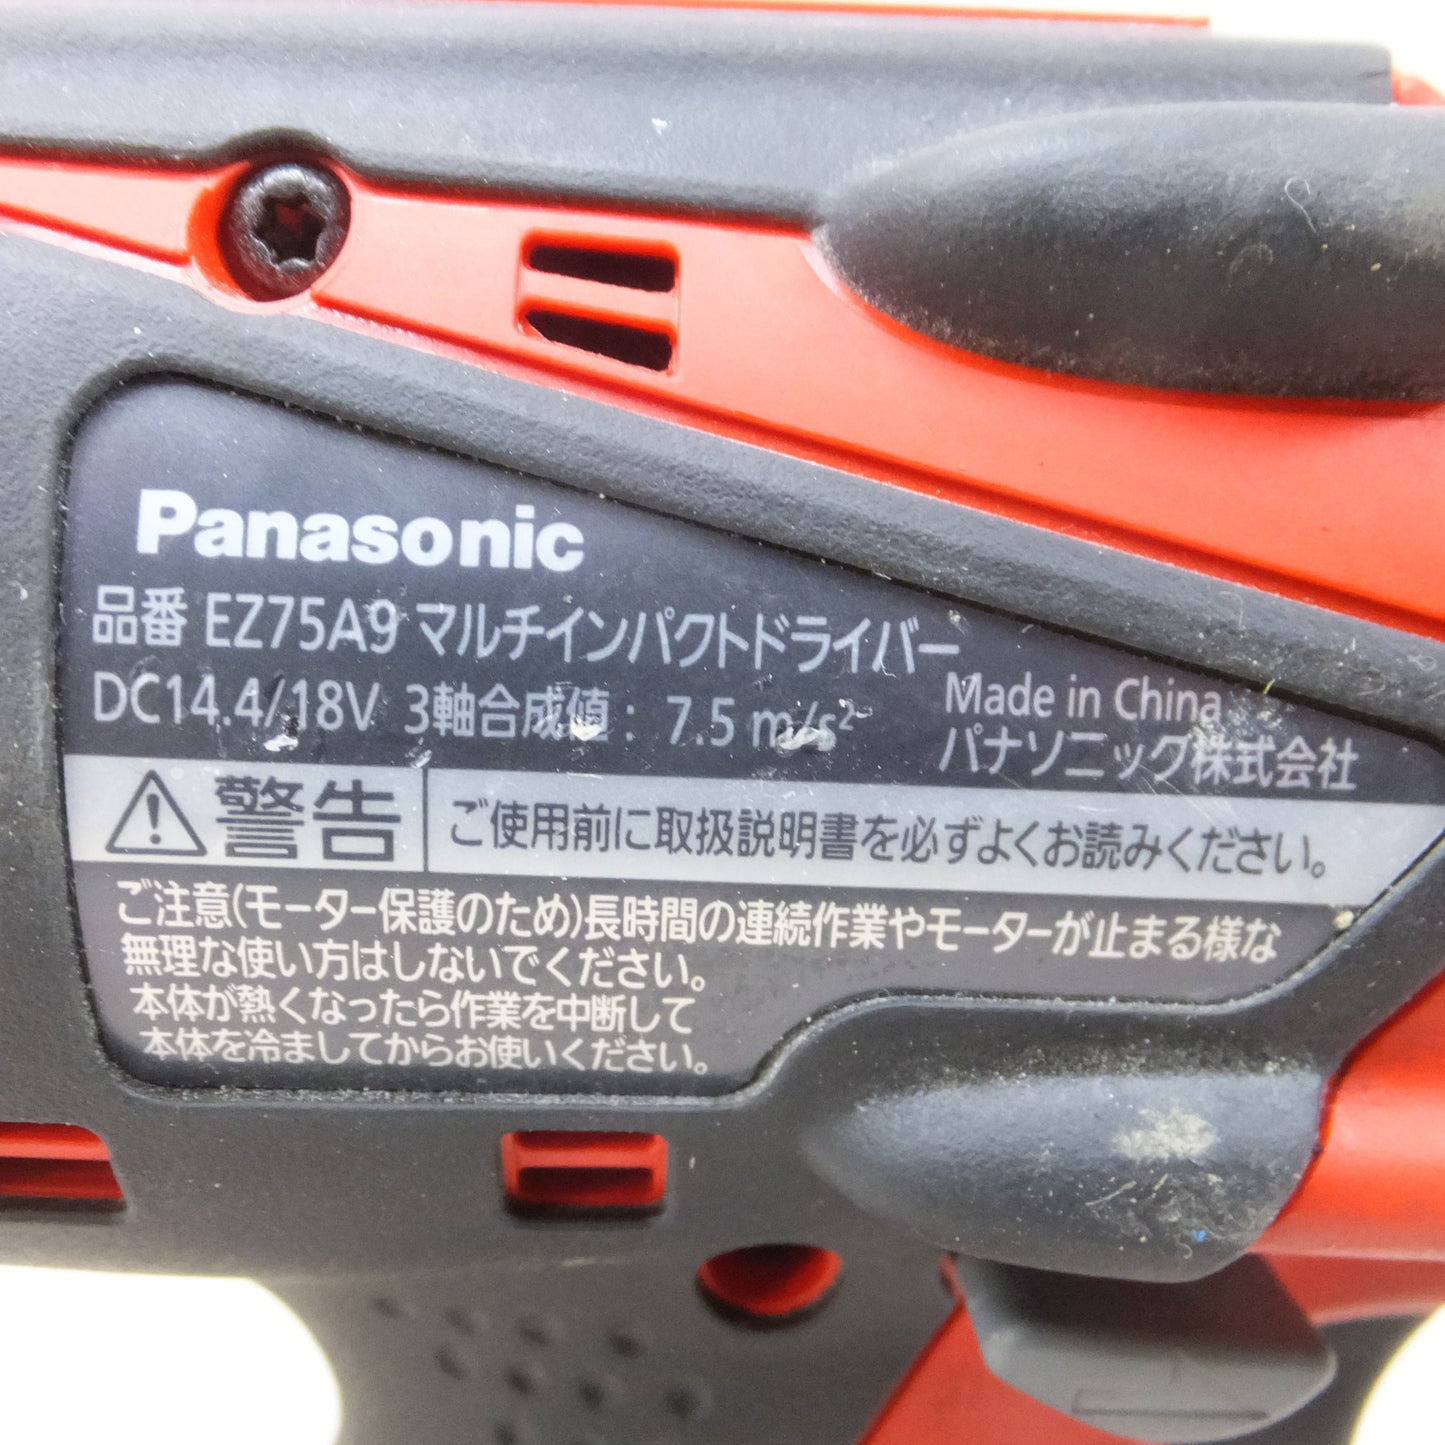 Panasonic
品番 EZ75A9 マルチインパクトドライバー
DC14.4/18V 3軸合成値: 7.5 m/s²
Made in China
パナソニック株式会社
警告 ご使用前に取扱説明書を必ずよくお読みください。
ご注意(モーター保護のため)長時間の連続作業やモーターが止まる様な
無理な使い方はしないでください。
本体が熱くなったら作業を中断して
本体を冷ましてからお使いください。